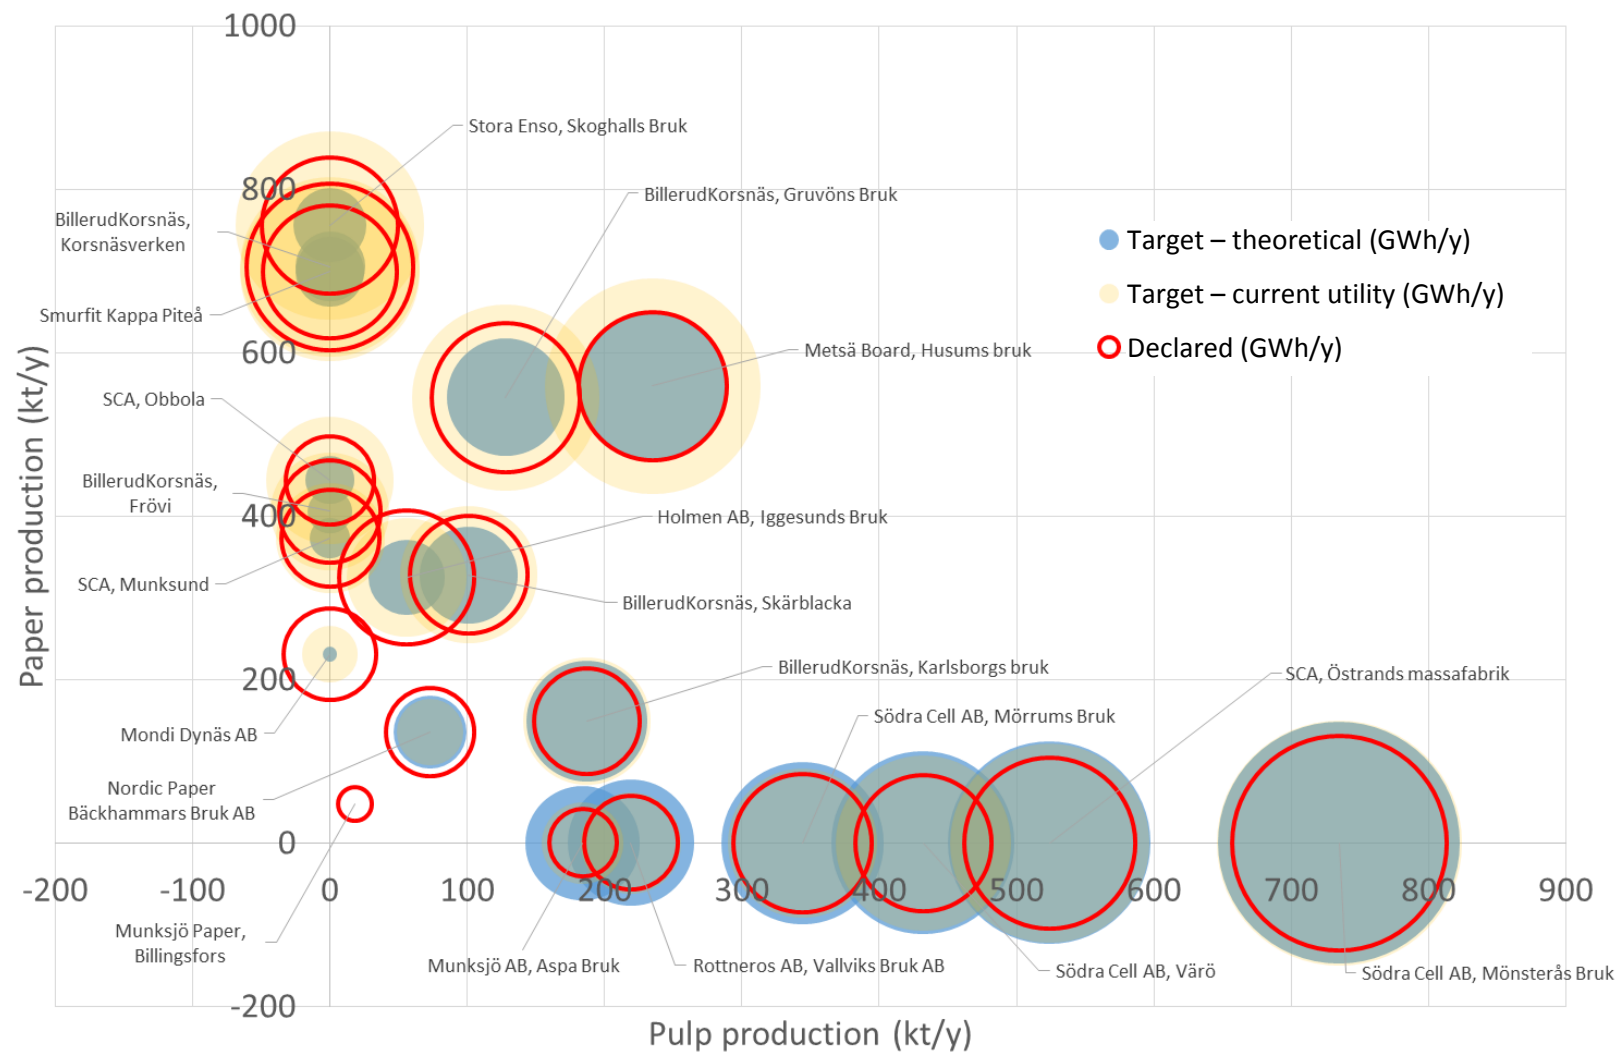 1000
800
600
400
200
0
-200
-200
-100
0
100
200
300
400
500
600
700
800
900
Paper production (kt/y)
Pulp production (kt/y)
Target – theoretical (GWh/y)
Target – current utility (GWh/y)
Declared (GWh/y)
Stora Enso, Skoghalls Bruk
BillerudKorsnäs, Gruvöns Bruk
BillerudKorsnäs,
Korsnäsverken
Smurfit Kappa Piteå
Metsä Board, Husums bruk
SCA, Obbola
BillerudKorsnäs,
Frövi
Holmen AB, Iggesunds Bruk
SCA, Munksund
BillerudKorsnäs, Skärblacka
BillerudKorsnäs, Karlsborgs bruk
SCA, Östrands massafabrik
Södra Cell AB, Mörrums Bruk
Mondi Dynäs AB
Nordic Paper
Bäckhammars Bruk AB
Munksjö Paper,
Billingsfors
Munksjö AB, Aspa Bruk
Rottneros AB, Vallviks Bruk AB
Södra Cell AB, Värö
Södra Cell AB, Mönsterås Bruk